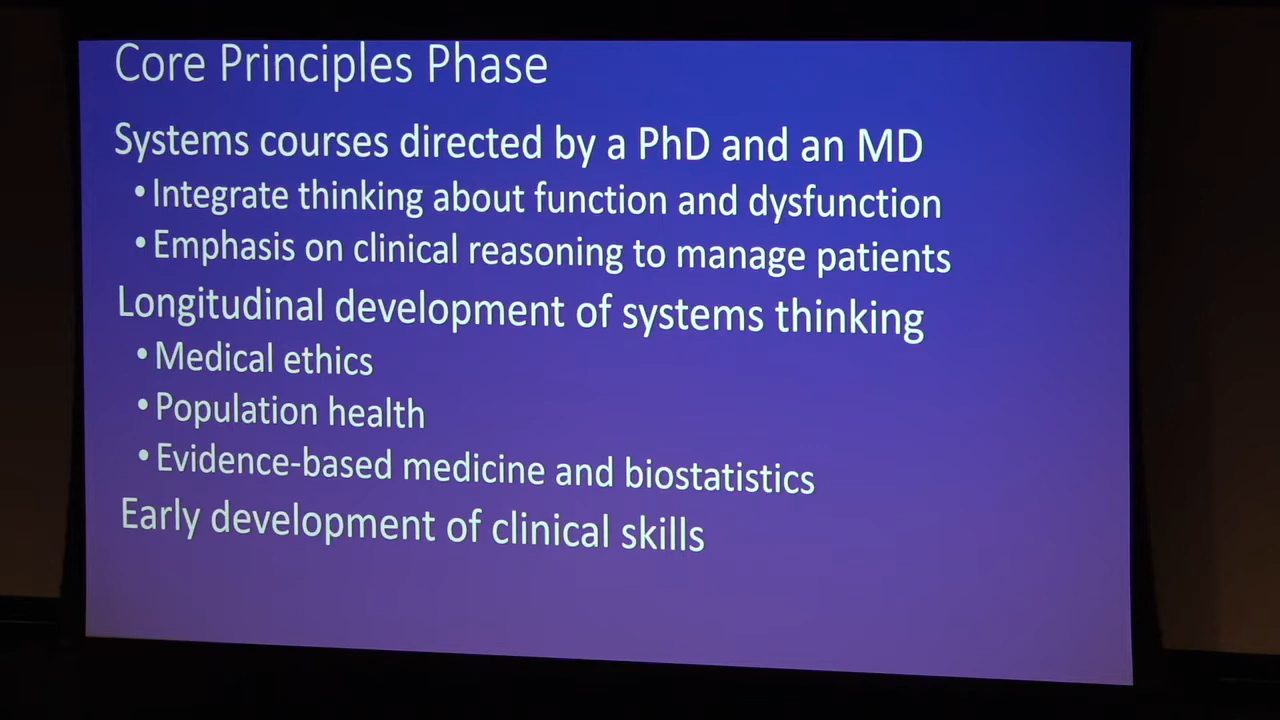 Core Principles Phase
Systems courses directed by a PhD and an MD
• Integrate thinking about function and dysfunction
• Emphasis on clinical reasoning to manage patients
Longitudinal development of systems thinking
• Medical ethics
• Population health
• Evidence-based medicine and biostatistics
Early development of clinical skills